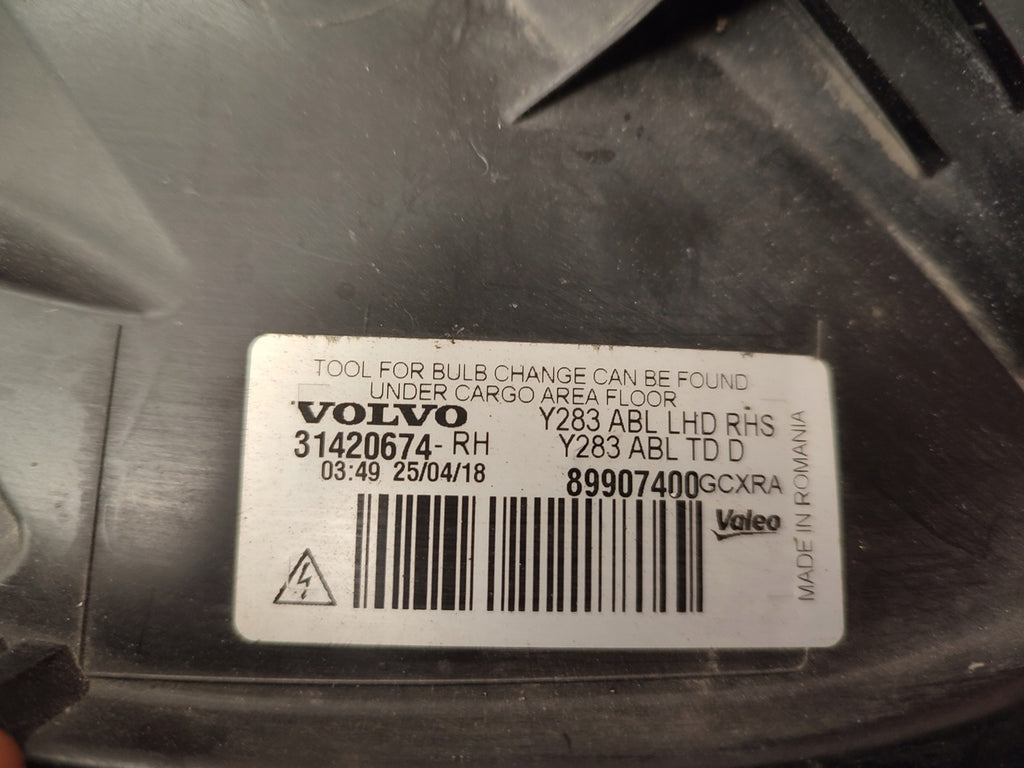 TOOL FOR BULB CHANGE CAN BE FOUND
UNDER CARGO AREA FLOOR
VOLVO Y283 ABL LHD RHS
31420674-RH Y283 ABL TD D
03:49 25/04/18 89907400GCXRA
Valeo
MADE IN ROMANIA